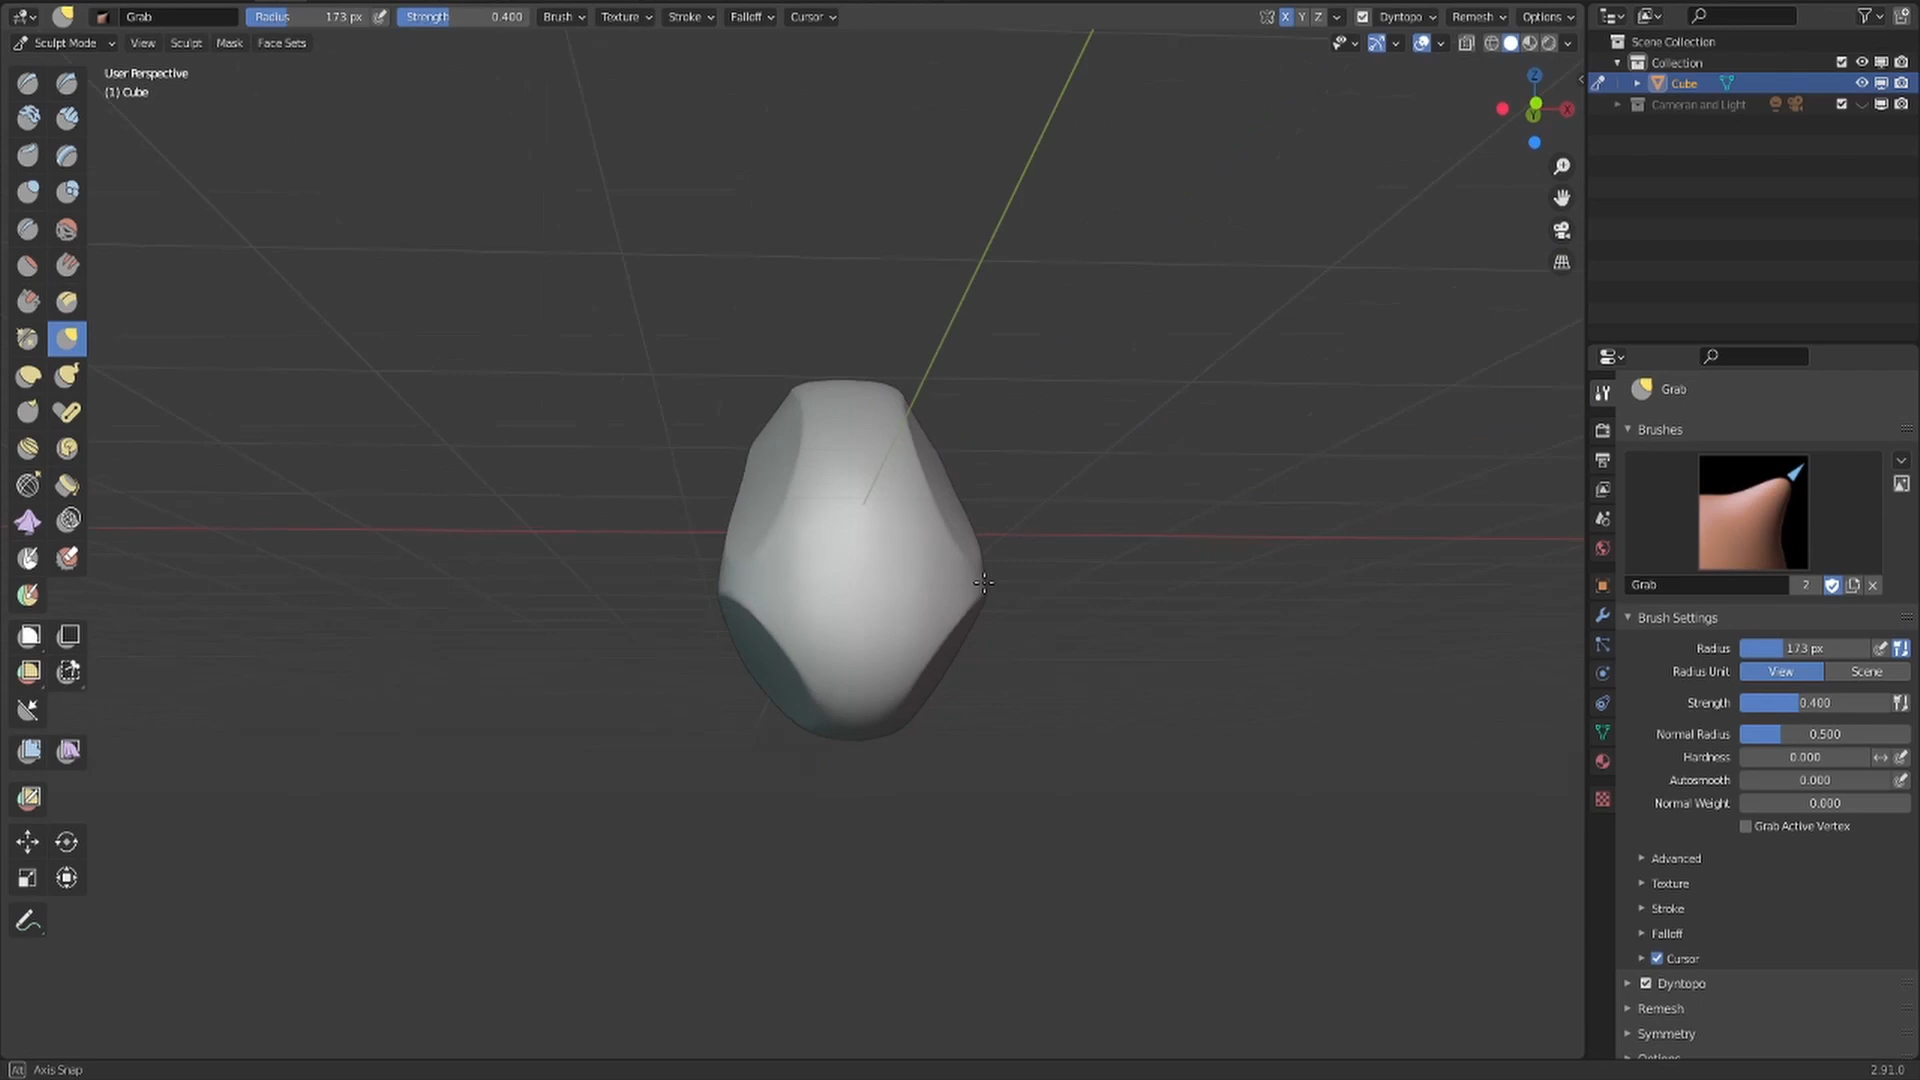 Grab Radius 173 px Strength 0.400 Brush Texture Stroke Falloff Cursor X Y Z Dyntopo Remesh Options
Sculpt Mode View Sculpt Mask Face Sets
User Perspective
(1) Cube
Z
X
Y
Scene Collection
Collection
Cube
Cameran and Light
Grab
Brushes
Grab 2
Brush Settings
Radius 173 px
Radius Unit View Scene
Strength 0.400
Normal Radius 0.500
Hardness 0.000
Autosmooth 0.000
Normal Weight 0.000
Grab Active Vertex
Advanced
Texture
Stroke
Falloff
Cursor
Dyntopo
Remesh
Symmetry
Options
Alt Axis Snap 2.91.0